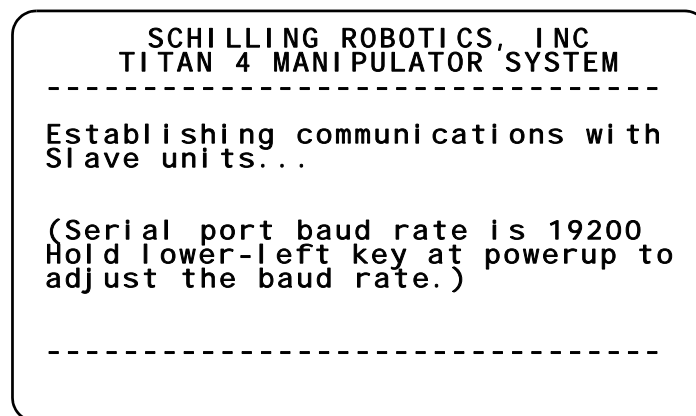 SCHILLING ROBOTICS, INC
TITAN 4 MANIPULATOR SYSTEM
--------------------------------
Establishing communications with
Slave units...
(Serial port baud rate is 19200
Hold lower-left key at powerup to
adjust the baud rate.)
--------------------------------